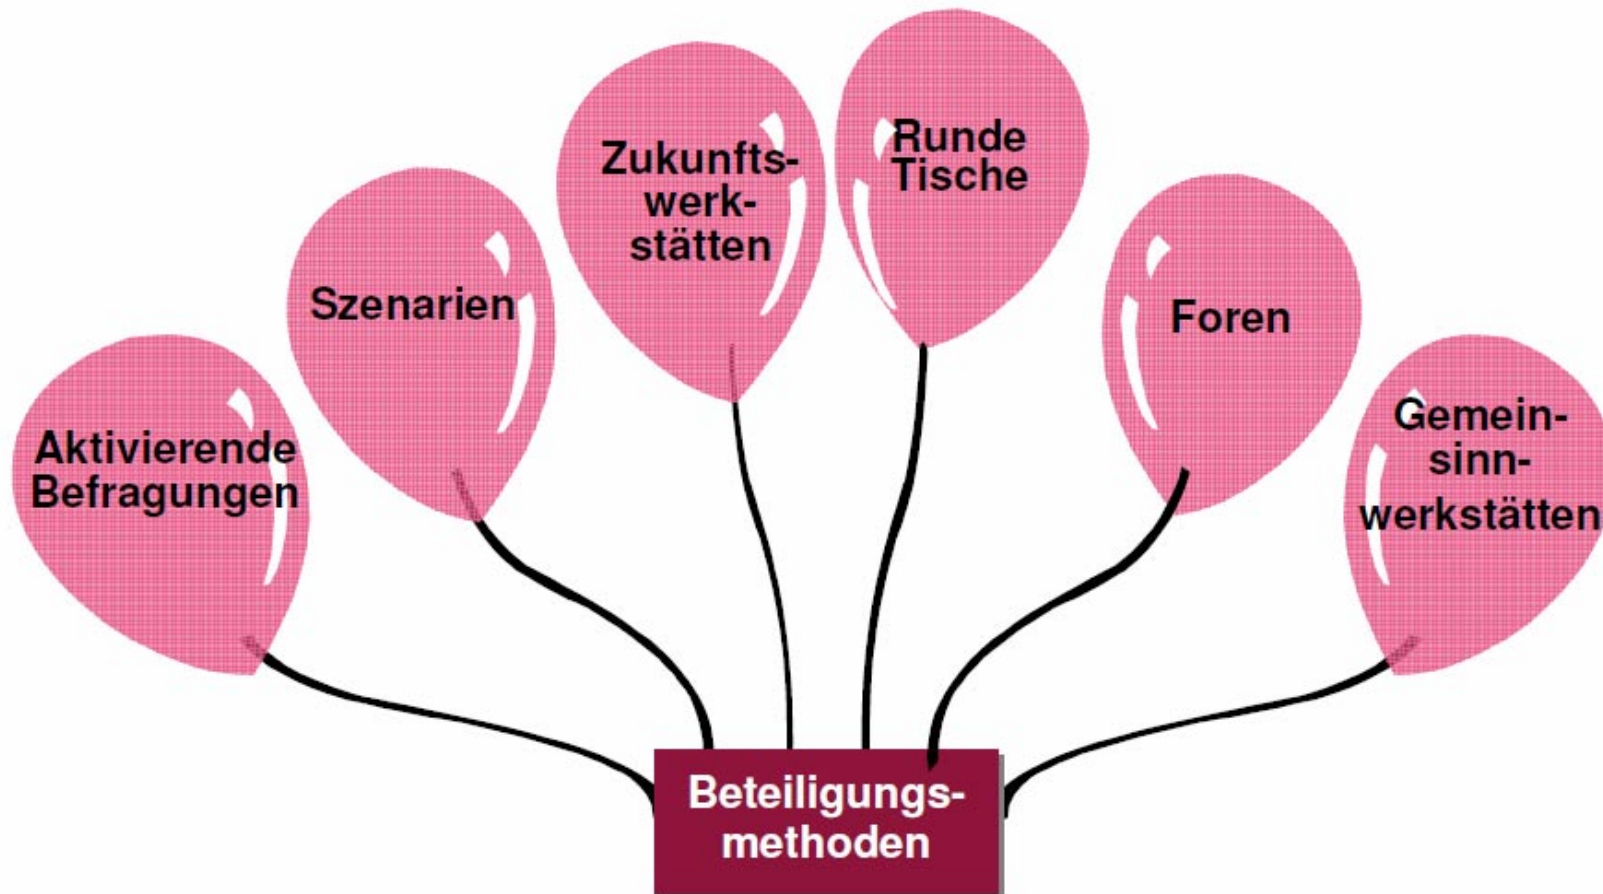 Aktivierende
Befragungen
Szenarien
Zukunfts-
werk-
stätten
Runde
Tische
Foren
Gemein-
sinn-
werkstätten
Beteiligungs-
methoden